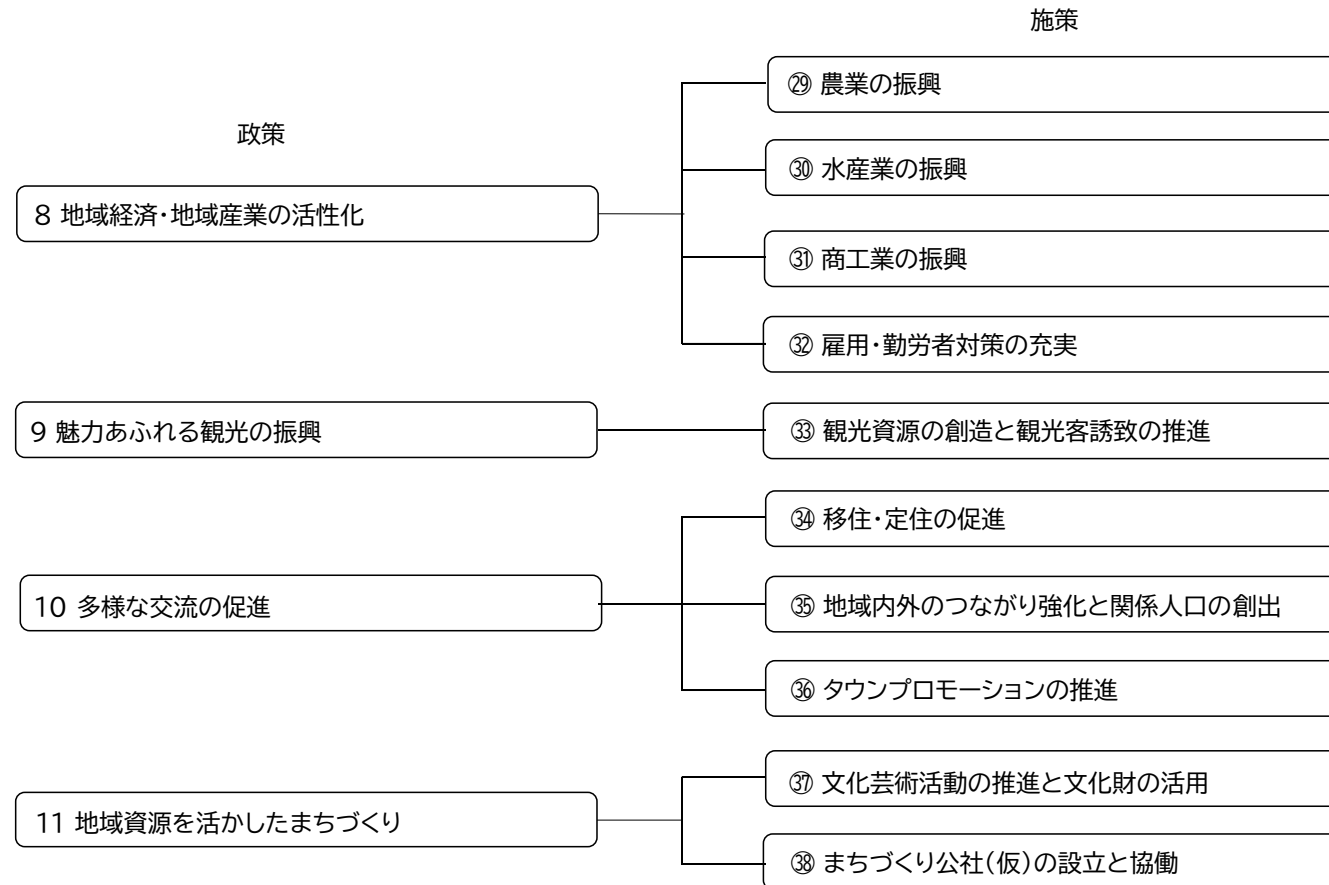 施策
政策
8 地域経済・地域産業の活性化
㉙ 農業の振興
㉚ 水産業の振興
㉛ 商工業の振興
㉜ 雇用・勤労者対策の充実
9 魅力あふれる観光の振興
㉝ 観光資源の創造と観光客誘致の推進
10 多様な交流の促進
㉞ 移住・定住の促進
㉟ 地域内外のつながり強化と関係人口の創出
㊱ タウンプロモーションの推進
11 地域資源を活かしたまちづくり
㊲ 文化芸術活動の推進と文化財の活用
㊳ まちづくり公社(仮)の設立と協働